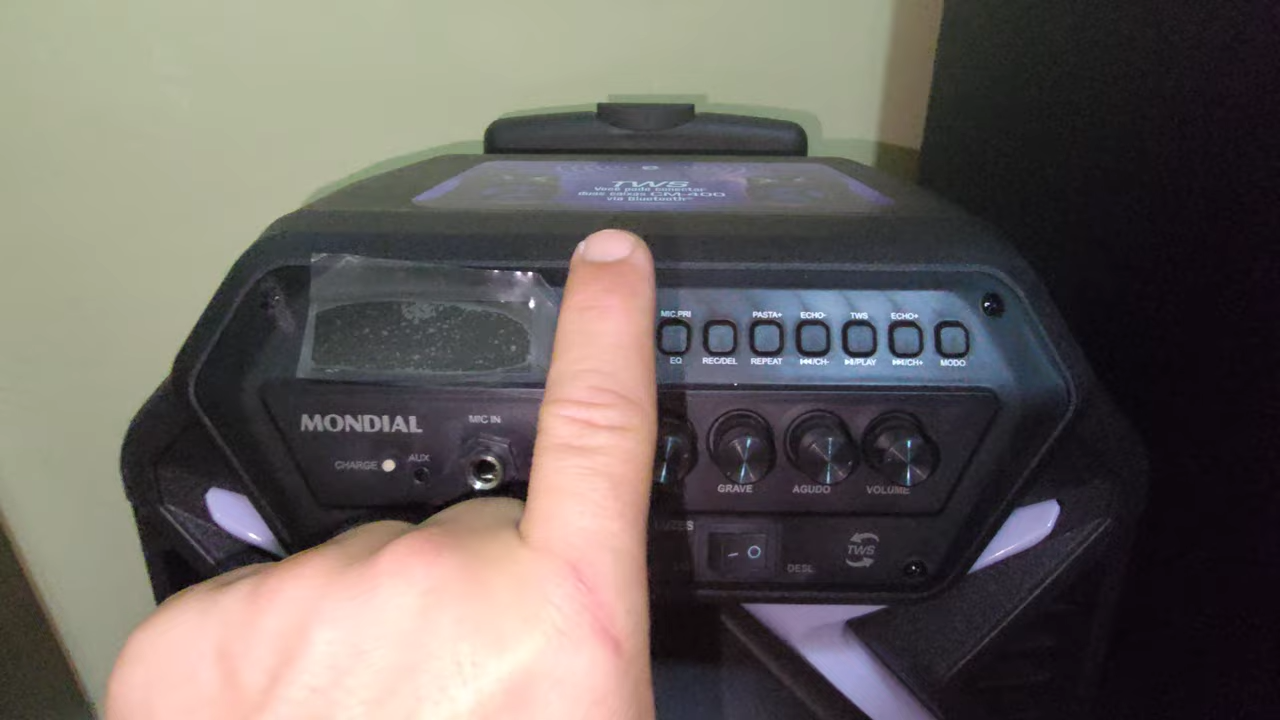 TWS
Você pode conectar
duas caixas CM-400
via Bluetooth®
MIC.PRI PASTA+ ECHO- TWS ECHO+
EQ REC/DEL REPEAT ⏮/CH- ⏯/PLAY ⏭/CH+ MODO
MONDIAL
MIC IN
CHARGE
AUX
GRAVE AGUDO VOLUME
LUZES
DESL
TWS